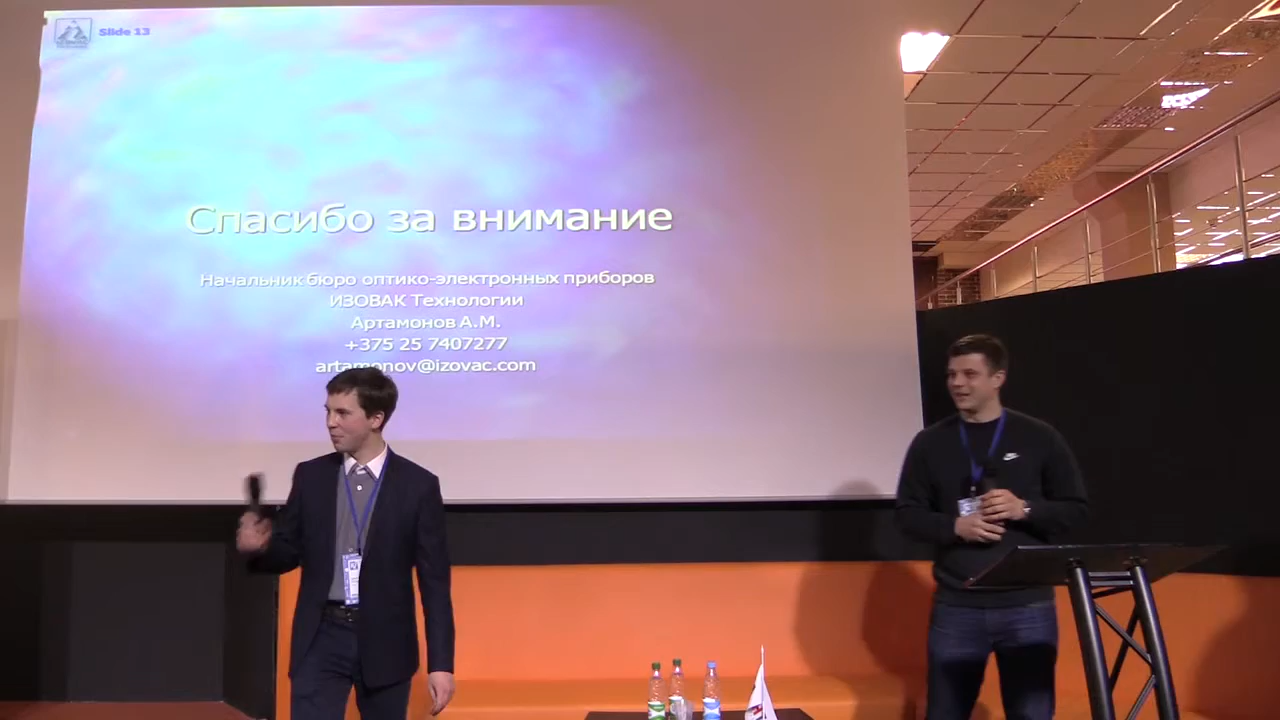 Slide 13
Спасибо за внимание
Начальник бюро оптико-электронных приборов
ИЗОВАК Технологии
Артамонов А.М.
+375 25 7407277
artamonov@izovac.com